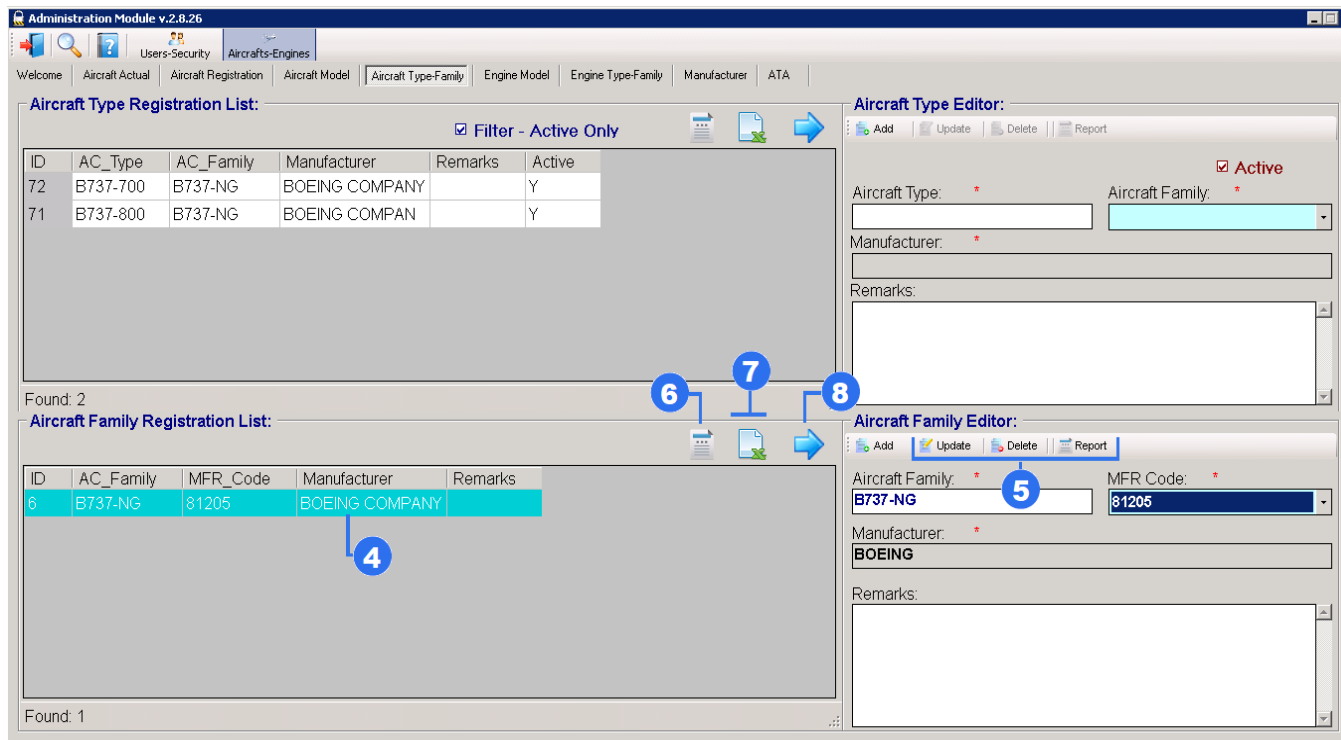 Administration Module v.2.8.26
Users-Security Aircrafts-Engines
Welcome Aircraft Actual Aircraft Registration Aircraft Model Aircraft Type-Family Engine Model Engine Type-Family Manufacturer ATA
Aircraft Type Registration List:
Filter - Active Only
ID AC_Type AC_Family Manufacturer Remarks Active
72 B737-700 B737-NG BOEING COMPANY Y
71 B737-800 B737-NG BOEING COMPAN Y
Found: 2
Aircraft Type Editor:
Add Update Delete Report
Active
Aircraft Type: * Aircraft Family: *
Manufacturer: *
Remarks:
6 7 8
Aircraft Family Registration List:
ID AC_Family MFR_Code Manufacturer Remarks
6 B737-NG 81205 BOEING COMPANY
4
Found: 1
Aircraft Family Editor:
Add Update Delete Report
5
Aircraft Family: * MFR Code: *
B737-NG 81205
Manufacturer: *
BOEING
Remarks: